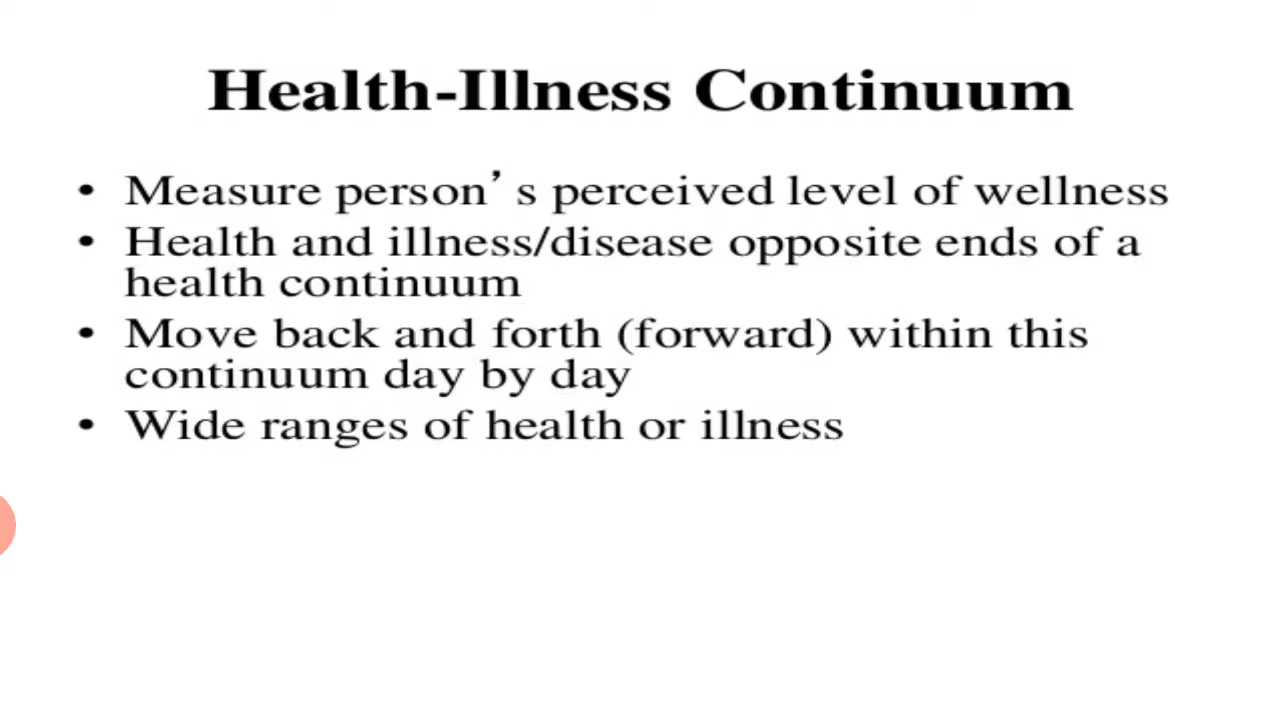 Health-Illness Continuum
• Measure person’s perceived level of wellness
• Health and illness/disease opposite ends of a
health continuum
• Move back and forth (forward) within this
continuum day by day
• Wide ranges of health or illness